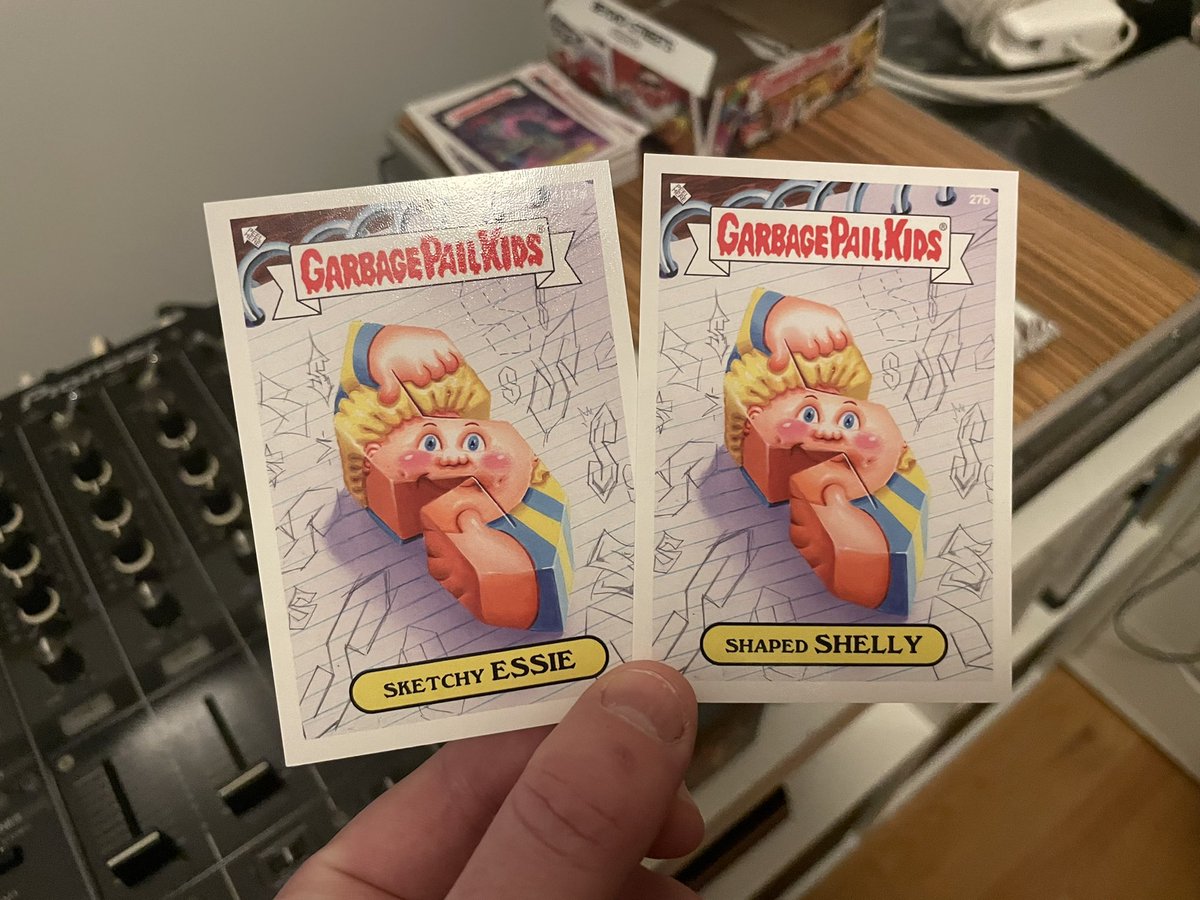 GARBAGE PAIL KIDS®
SKETCHY ESSIE
27b
GARBAGE PAIL KIDS®
SHAPED SHELLY